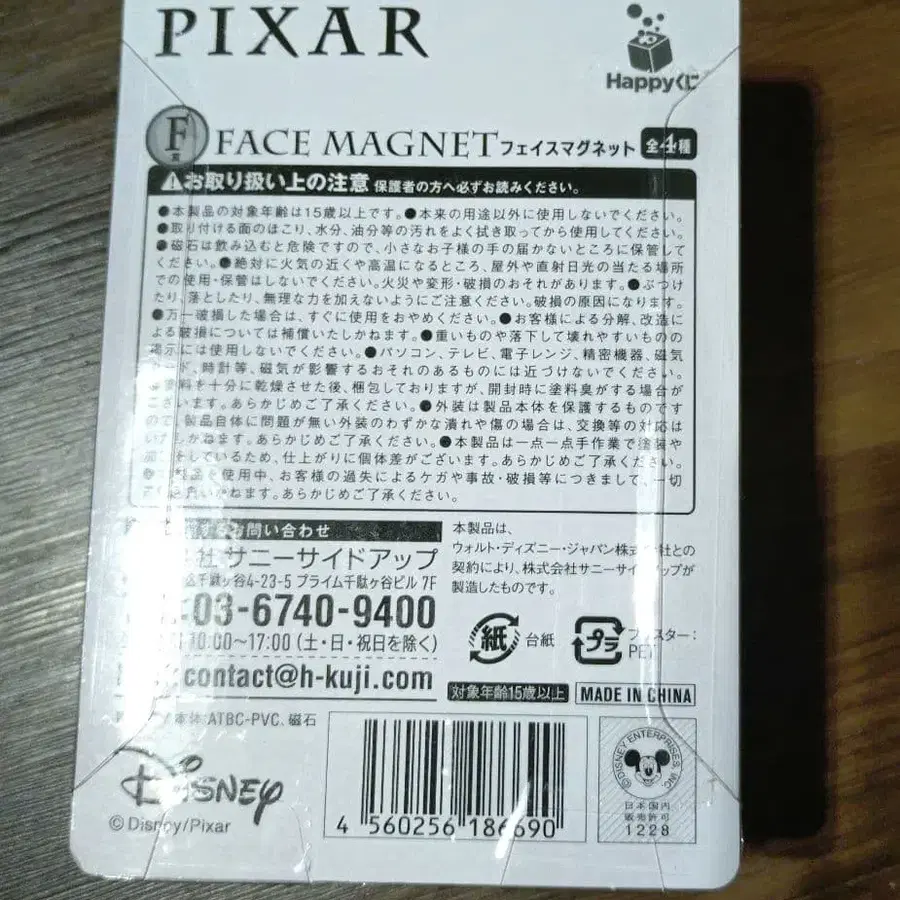 PIXAR
Happyくじ
F賞 FACE MAGNET フェイスマグネット 全4種
お取り扱い上の注意 保護者の方へ必ずお読みください。
●本製品の対象年齢は15歳以上です。●本来の用途以外に使用しないでください。
●取り付ける面のほこり、水分、油分等の汚れをよく拭き取ってから使用してください。
●磁石は飲み込むと危険ですので、小さなお子様の手の届かないところに保管して
ください。●絶対に火気の近くや高温になるところ、屋外や直射日光の当たる場所
での使用・保管はしないでください。火災や変形・破損のおそれがあります。●ぶつけ
たり、落としたり、無理な力を加えないようにご注意ください。破損の原因になります。
●万一破損した場合は、すぐに使用をおやめください。●お客様による分解、改造に
よる破損については補償いたしかねます。●重いものや落下して壊れやすいものの
掲示には使用しないでください。●パソコン、テレビ、電子レンジ、精密機器、磁気
カード、時計等、磁気が影響するおそれのあるものには近づけないでください。
●塗料を十分に乾燥させた後、梱包しておりますが、開封時に塗料臭がする場合が
ございます。あらかじめご了承ください。●外装は製品本体を保護するものです
ので、製品自体に問題が無い外装のわずかな潰れや傷の場合は、交換等の対応は
いたしかねます。あらかじめご了承ください。●本製品は一点一点手作業で塗装や
をしているため、仕上がりに個体差がございます。あらかじめご了承ください。
製品を使用中、お客様の過失によるケガや事故・破損等につきまして、一切
いかねます。あらかじめご了承ください。
するお問い合わせ
社 サニーサイドアップ
千駄ヶ谷4-23-5 プライム千駄ヶ谷ビル 7F
03-6740-9400
10:00〜17:00 (土・日・祝日を除く)
contact@h-kuji.com
本製品は、
ウォルト・ディズニー・ジャパン株式会社との
契約により、株式会社サニーサイドアップが
製造したものです。
紙 台紙
プラ
PET
対象年齢15歳以上
MADE IN CHINA
本体:ATBC-PVC、磁石
Disney
© Disney/Pixar
4 560256 186690
© DISNEY ENTERPRISES, INC.
日本国内
販売許可
1228